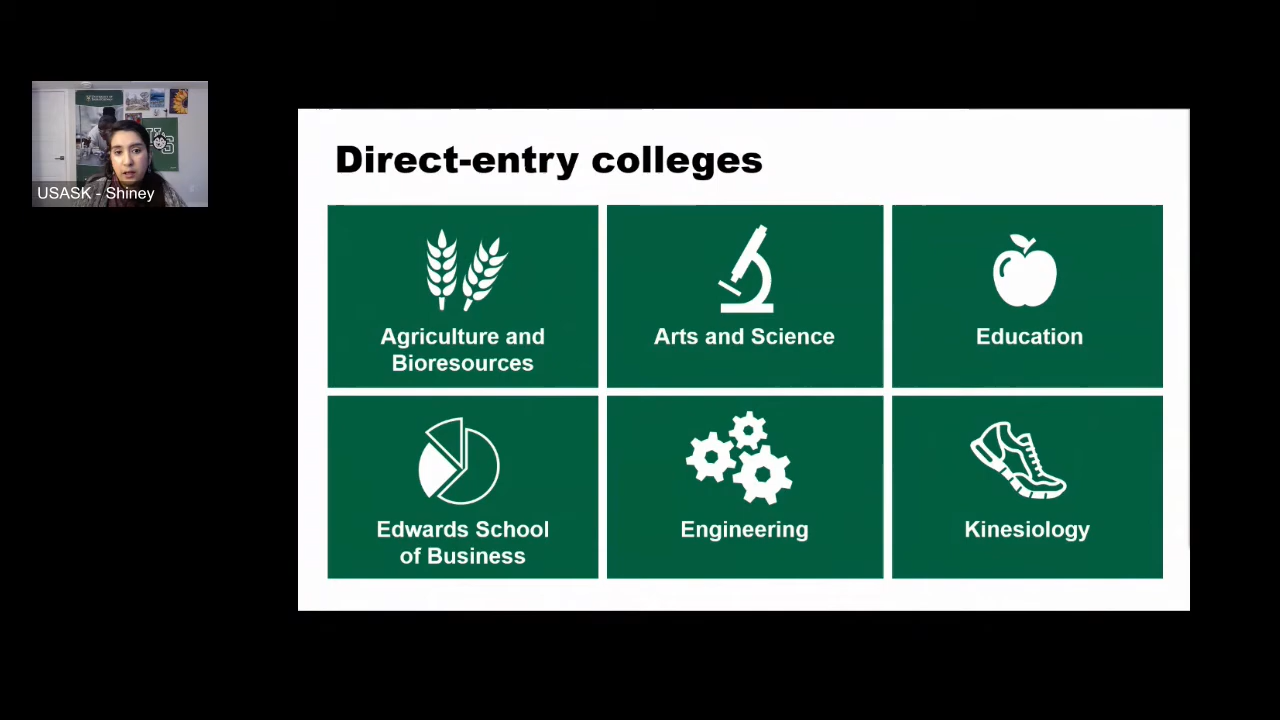 USASK - Shiney
Direct-entry colleges
Agriculture and
Bioresources
Arts and Science
Education
Edwards School
of Business
Engineering
Kinesiology